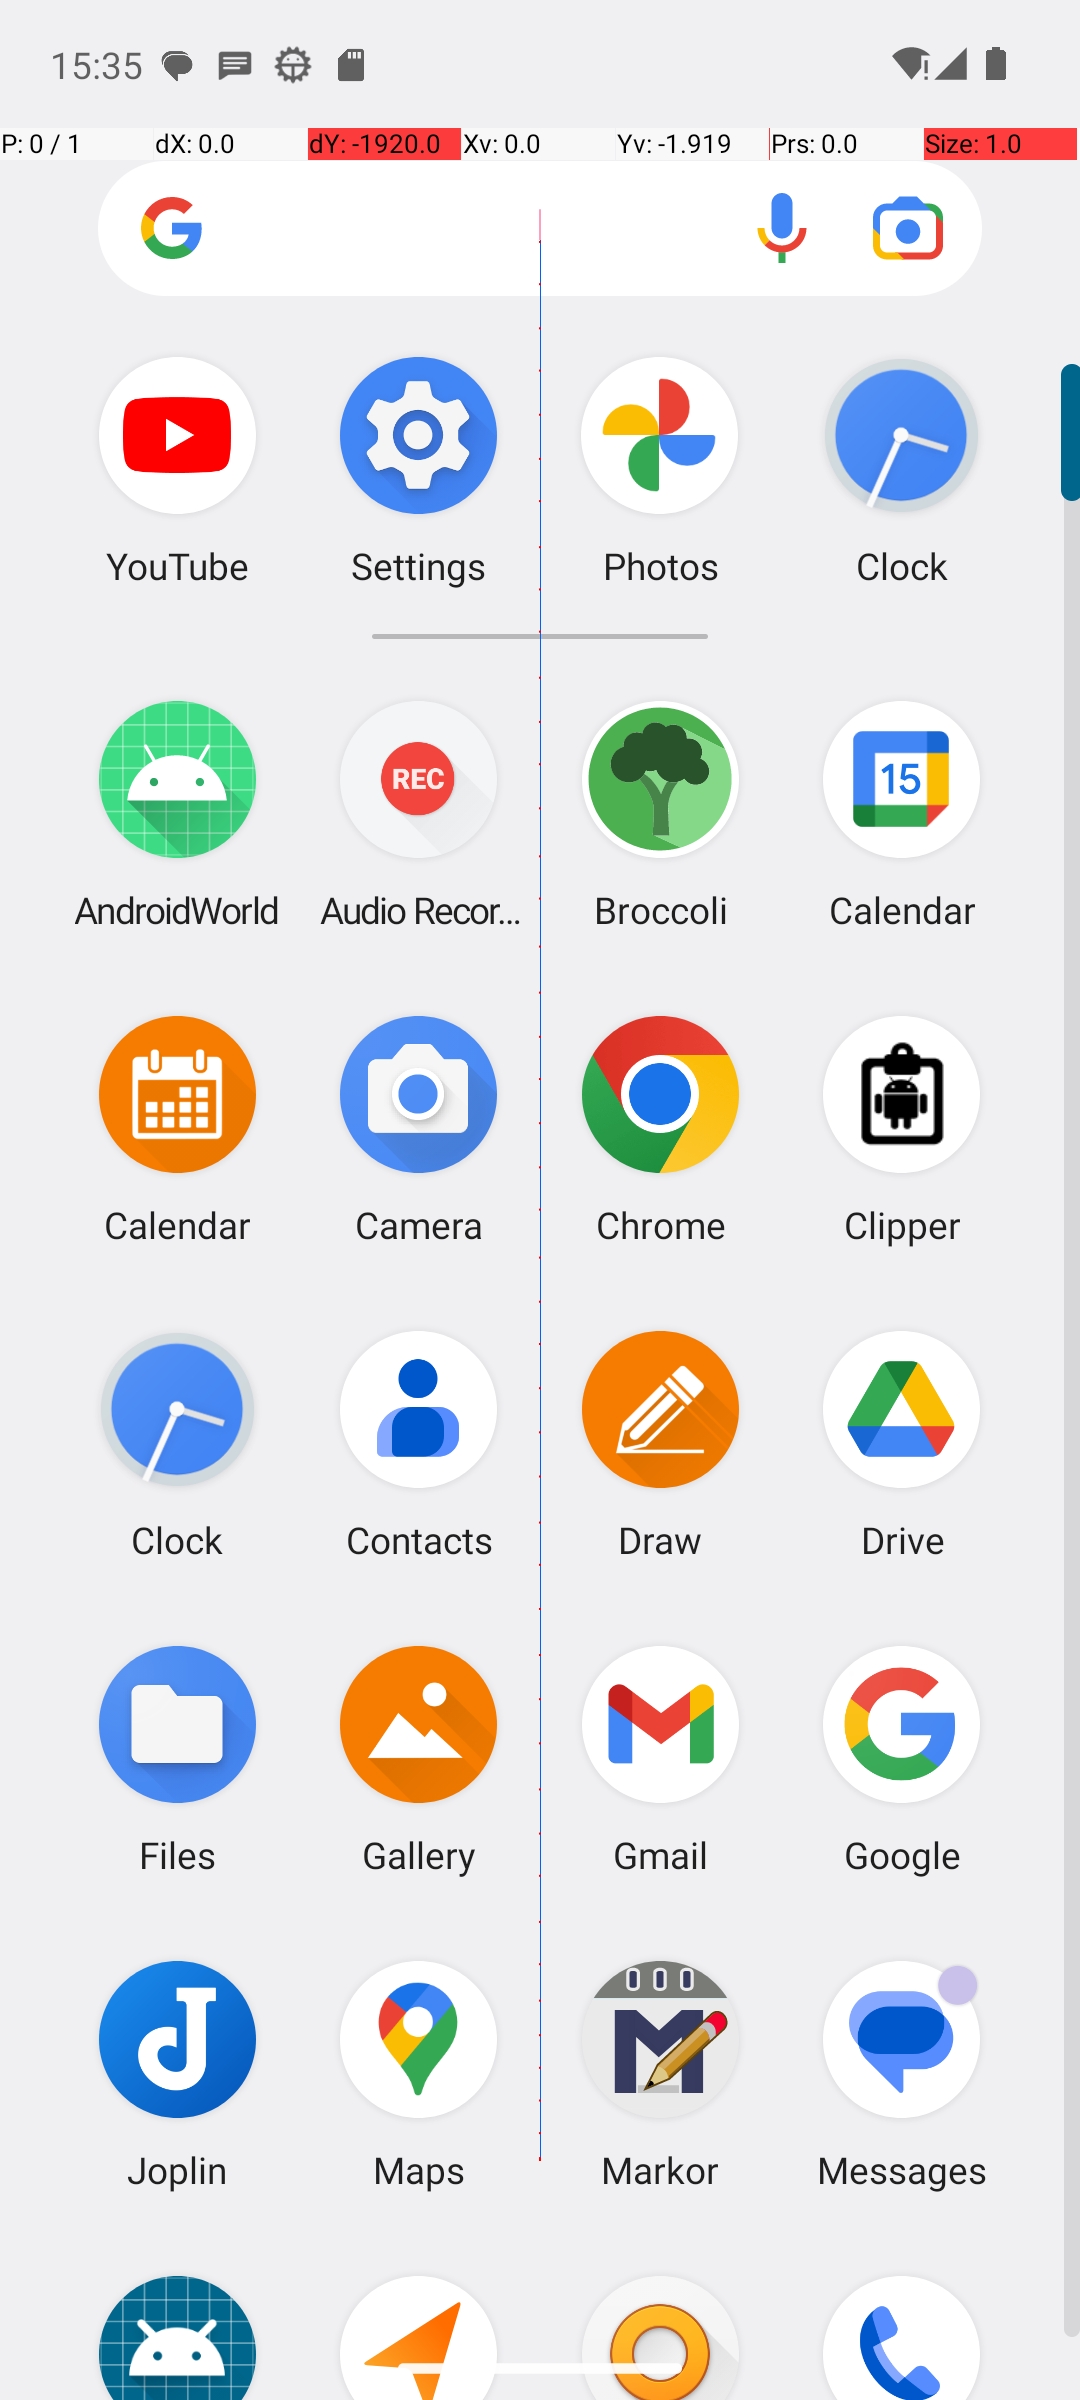 15:35
P: 0 / 1 dX: 0.0 dY: -1920.0 Xv: 0.0 Yv: -1.919 Prs: 0.0 Size: 1.0
YouTube Settings Photos Clock
REC
15
AndroidWorld Audio Recor... Broccoli Calendar
Calendar Camera Chrome Clipper
Clock Contacts Draw Drive
Files Gallery Gmail Google
Joplin Maps Markor Messages